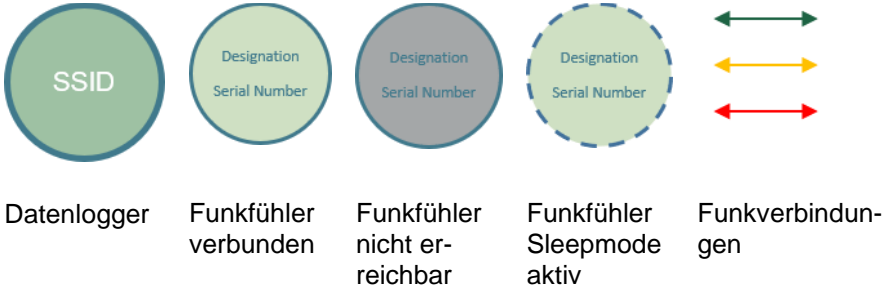 SSID
Designation
Serial Number
Designation
Serial Number
Designation
Serial Number
Datenlogger
Funkfühler
verbunden
Funkfühler
nicht er-
reichbar
Funkfühler
Sleepmode
aktiv
Funkverbindun-
gen